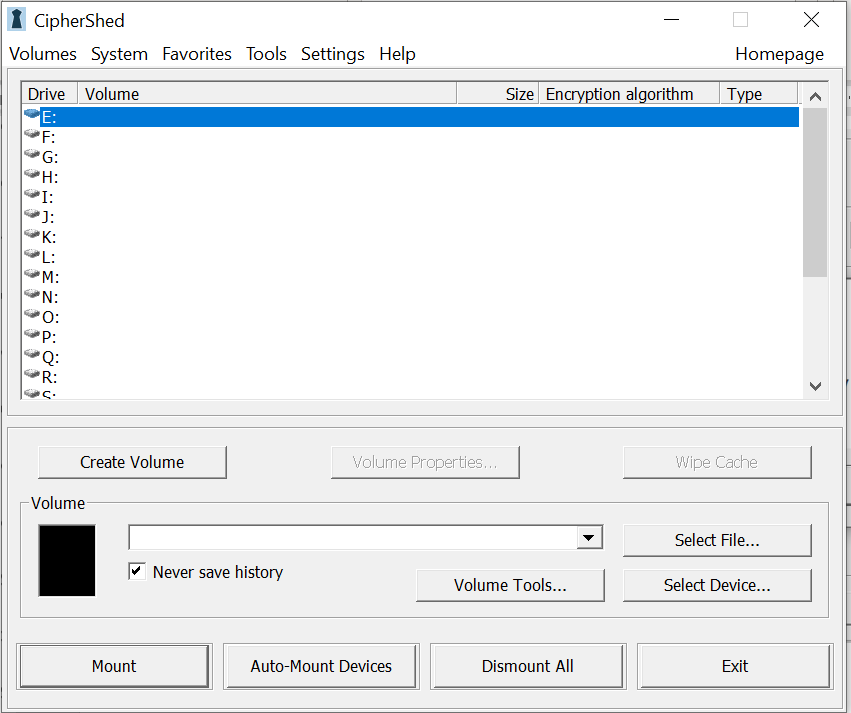 CipherShed
Volumes System Favorites Tools Settings Help Homepage
Drive Volume Size Encryption algorithm Type
E:
F:
G:
H:
I:
J:
K:
L:
M:
N:
O:
P:
Q:
R:
S:
Create Volume Volume Properties... Wipe Cache
Volume
Select File...
Never save history
Volume Tools... Select Device...
Mount Auto-Mount Devices Dismount All Exit